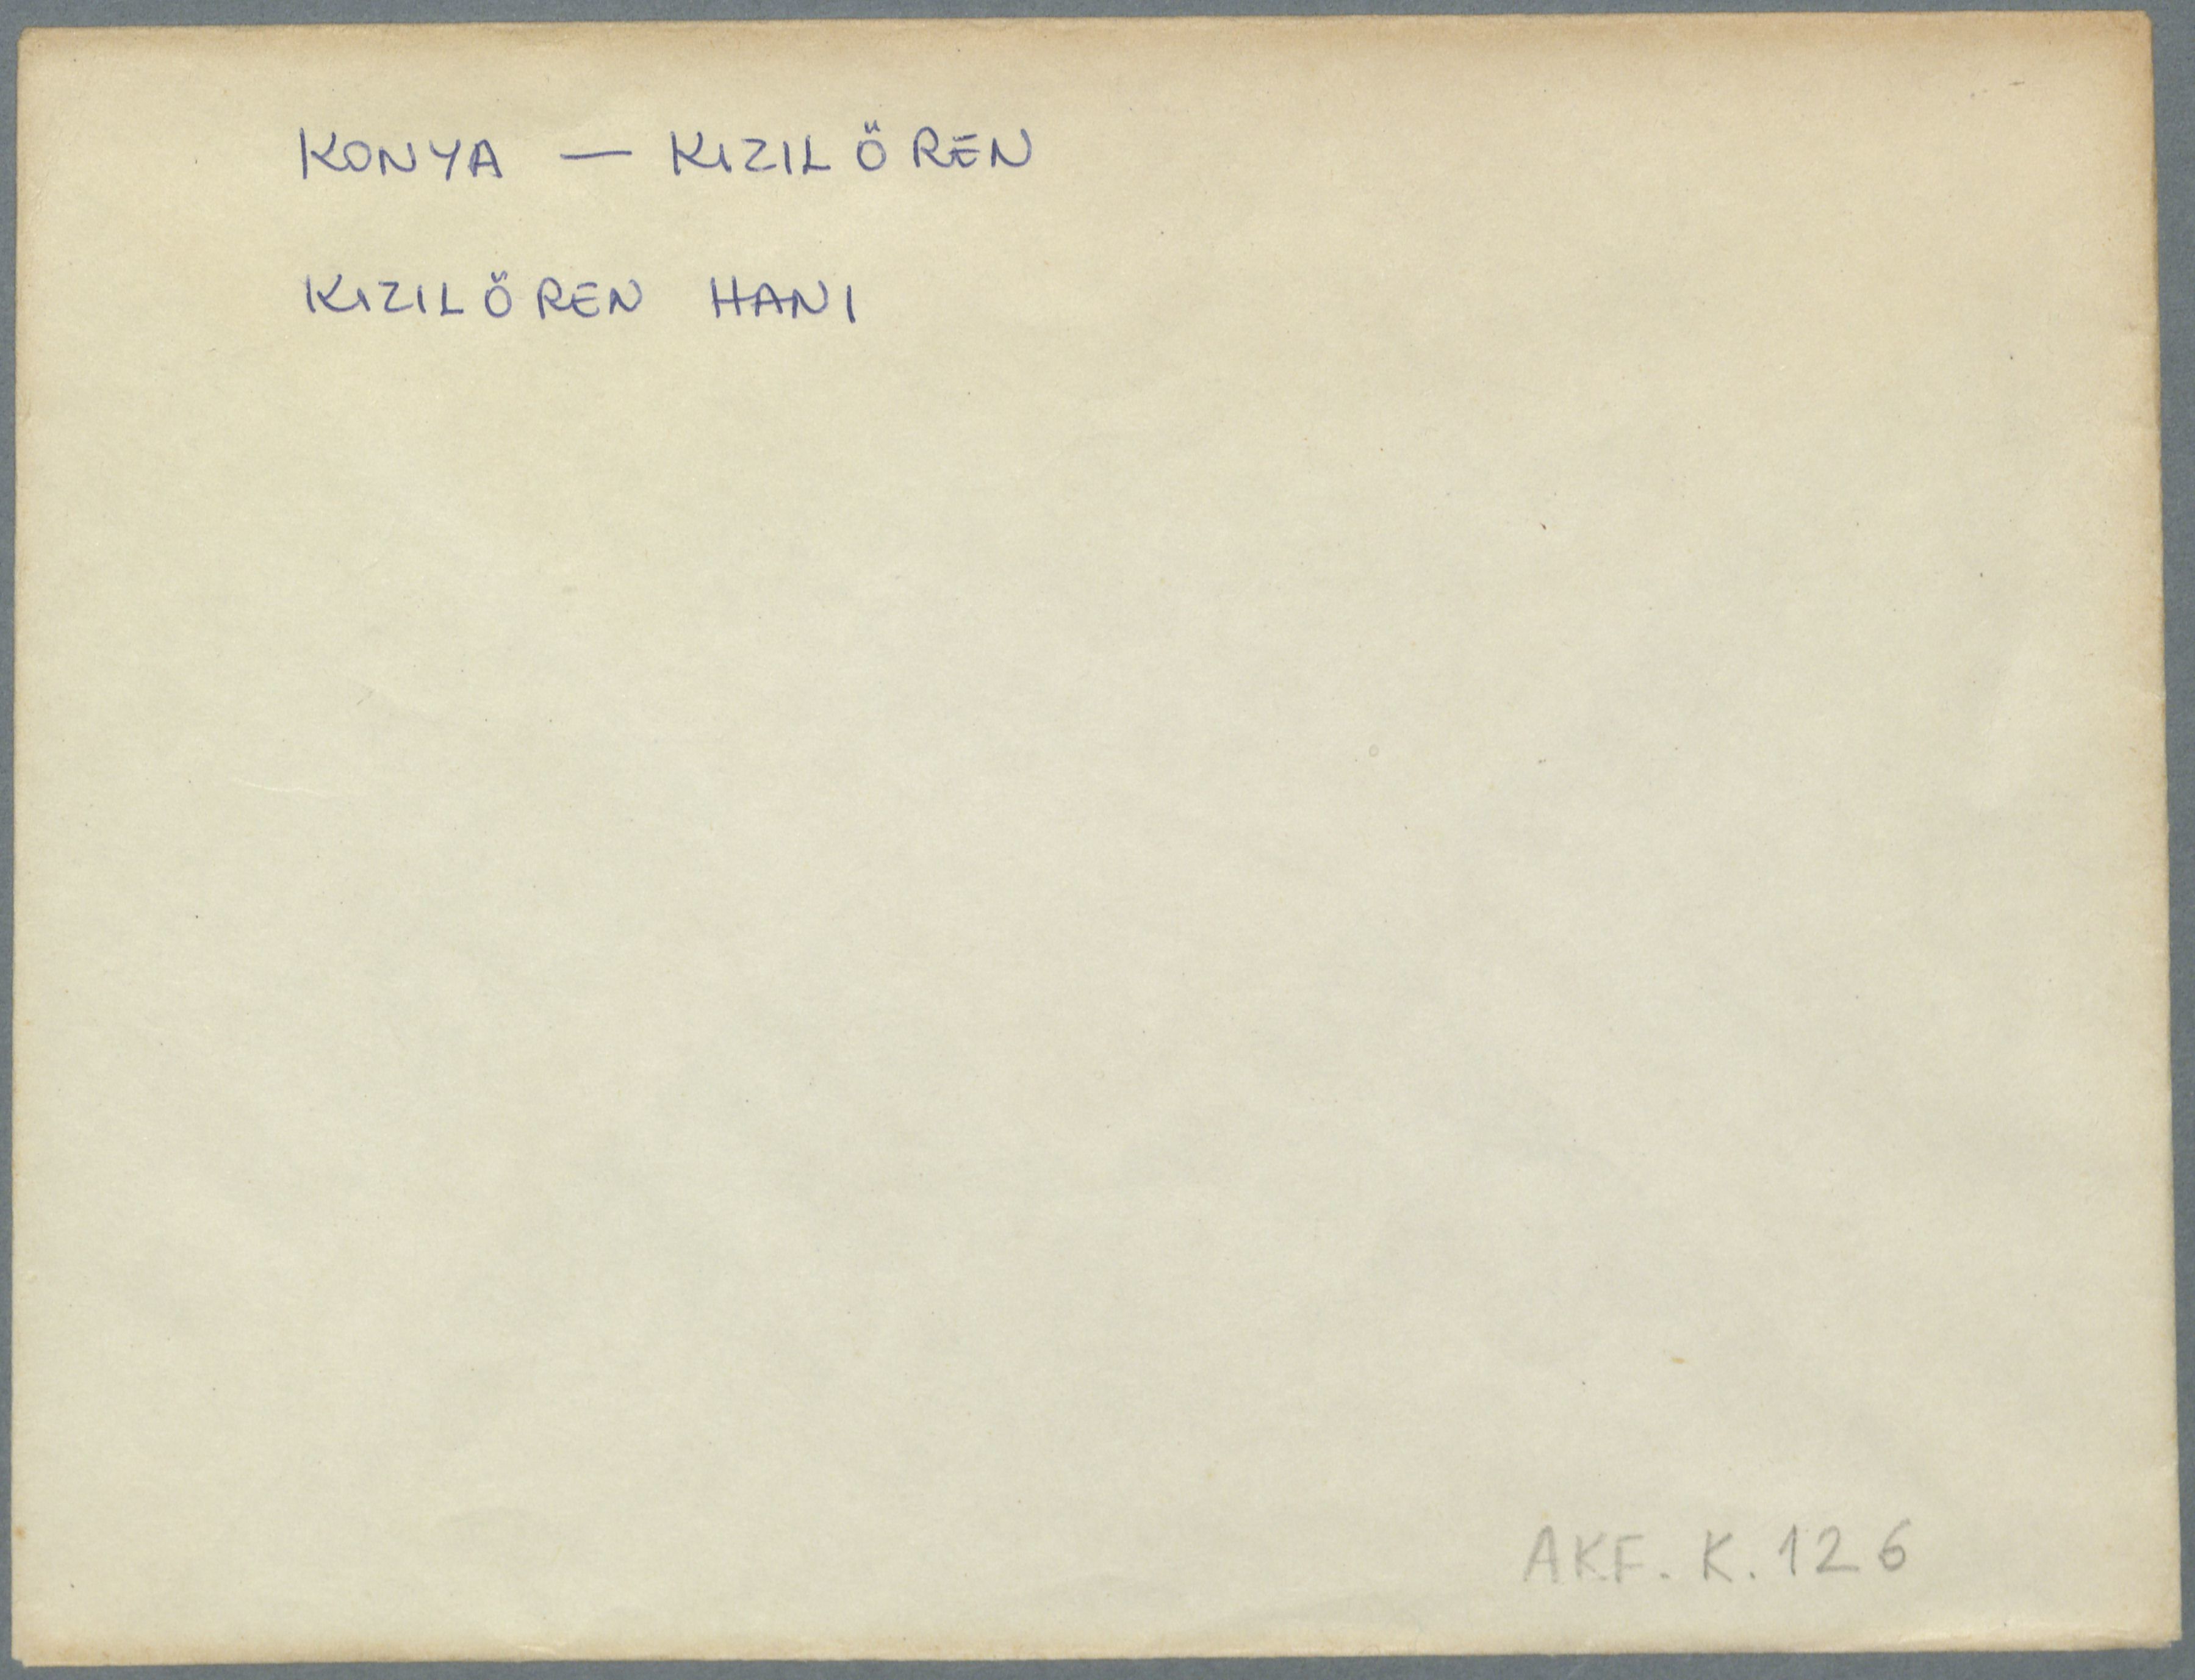 KONYA — KIZILÖREN
KIZILÖREN HANI
AKF. K. 126